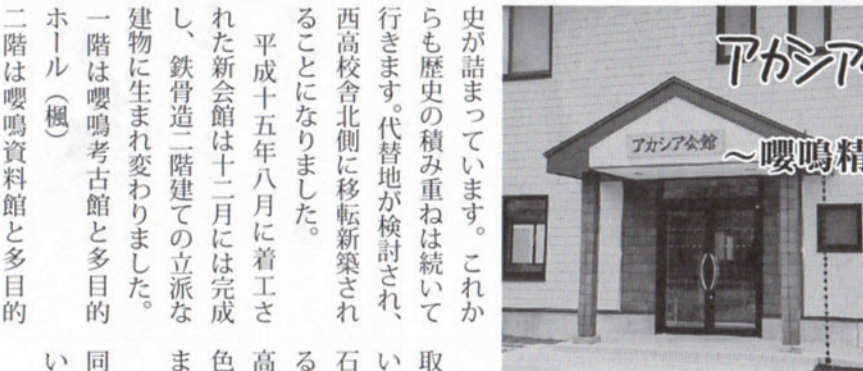 アカシア
～嚶鳴精
アカシア会館
史が詰まっています。これか
らも歴史の積み重ねは続いて
行きます。代替地が検討され、
西高校舎北側に移転新築され
ることになりました。
平成十五年八月に着工さ
れた新会館は十二月には完成
し、鉄骨造二階建ての立派な
建物に生まれ変わりました。
一階は嚶鳴考古館と多目的
ホール（楓）
二階は嚶鳴資料館と多目的
取
い
石
る
高
色
ま
同
い